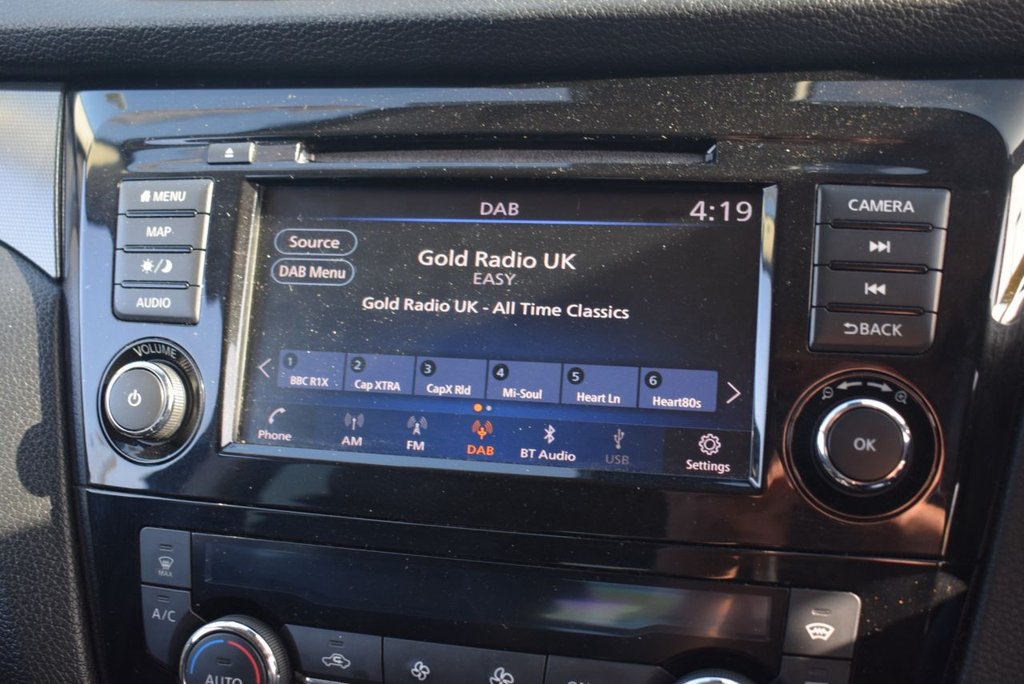 DAB 4:19
MENU
MAP
AUDIO
VOLUME
Source
DAB Menu
Gold Radio UK
EASY
Gold Radio UK - All Time Classics
1 BBC R1X
2 Cap XTRA
3 CapX Rld
4 Mi-Soul
5 Heart Ln
6 Heart80s
Phone
AM
FM
DAB
BT Audio
USB
Settings
CAMERA
BACK
OK
MAX
A/C
AUTO